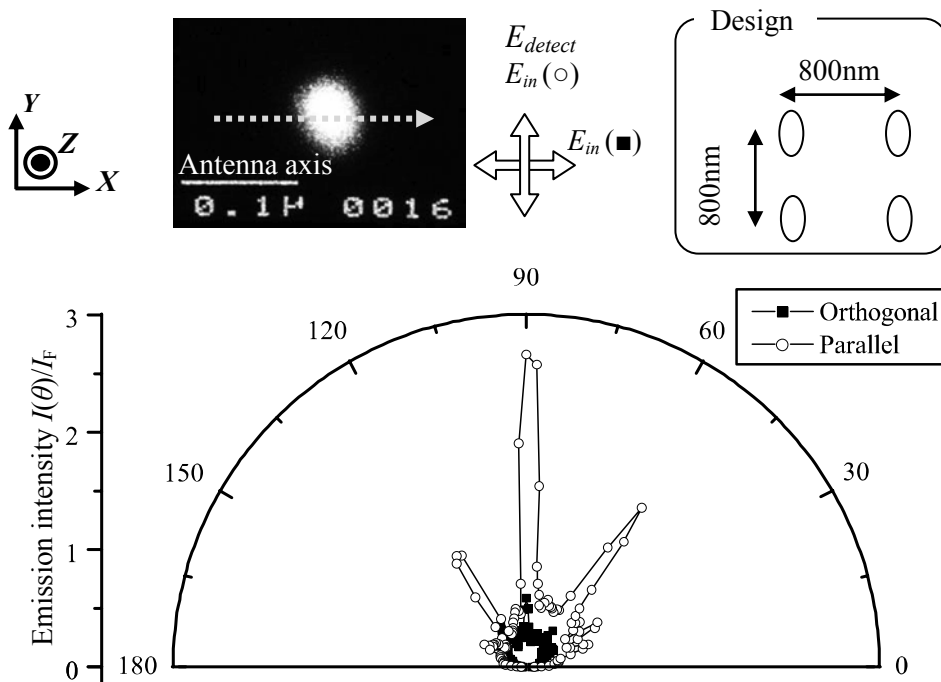 Y
Z
X
Antenna axis
0.1µ 0016
E_detect
E_in (○)
E_in (■)
Design
800nm
800nm
Orthogonal
Parallel
Emission intensity I(θ)/I_F
3
2
1
0
180
150
120
90
60
30
0